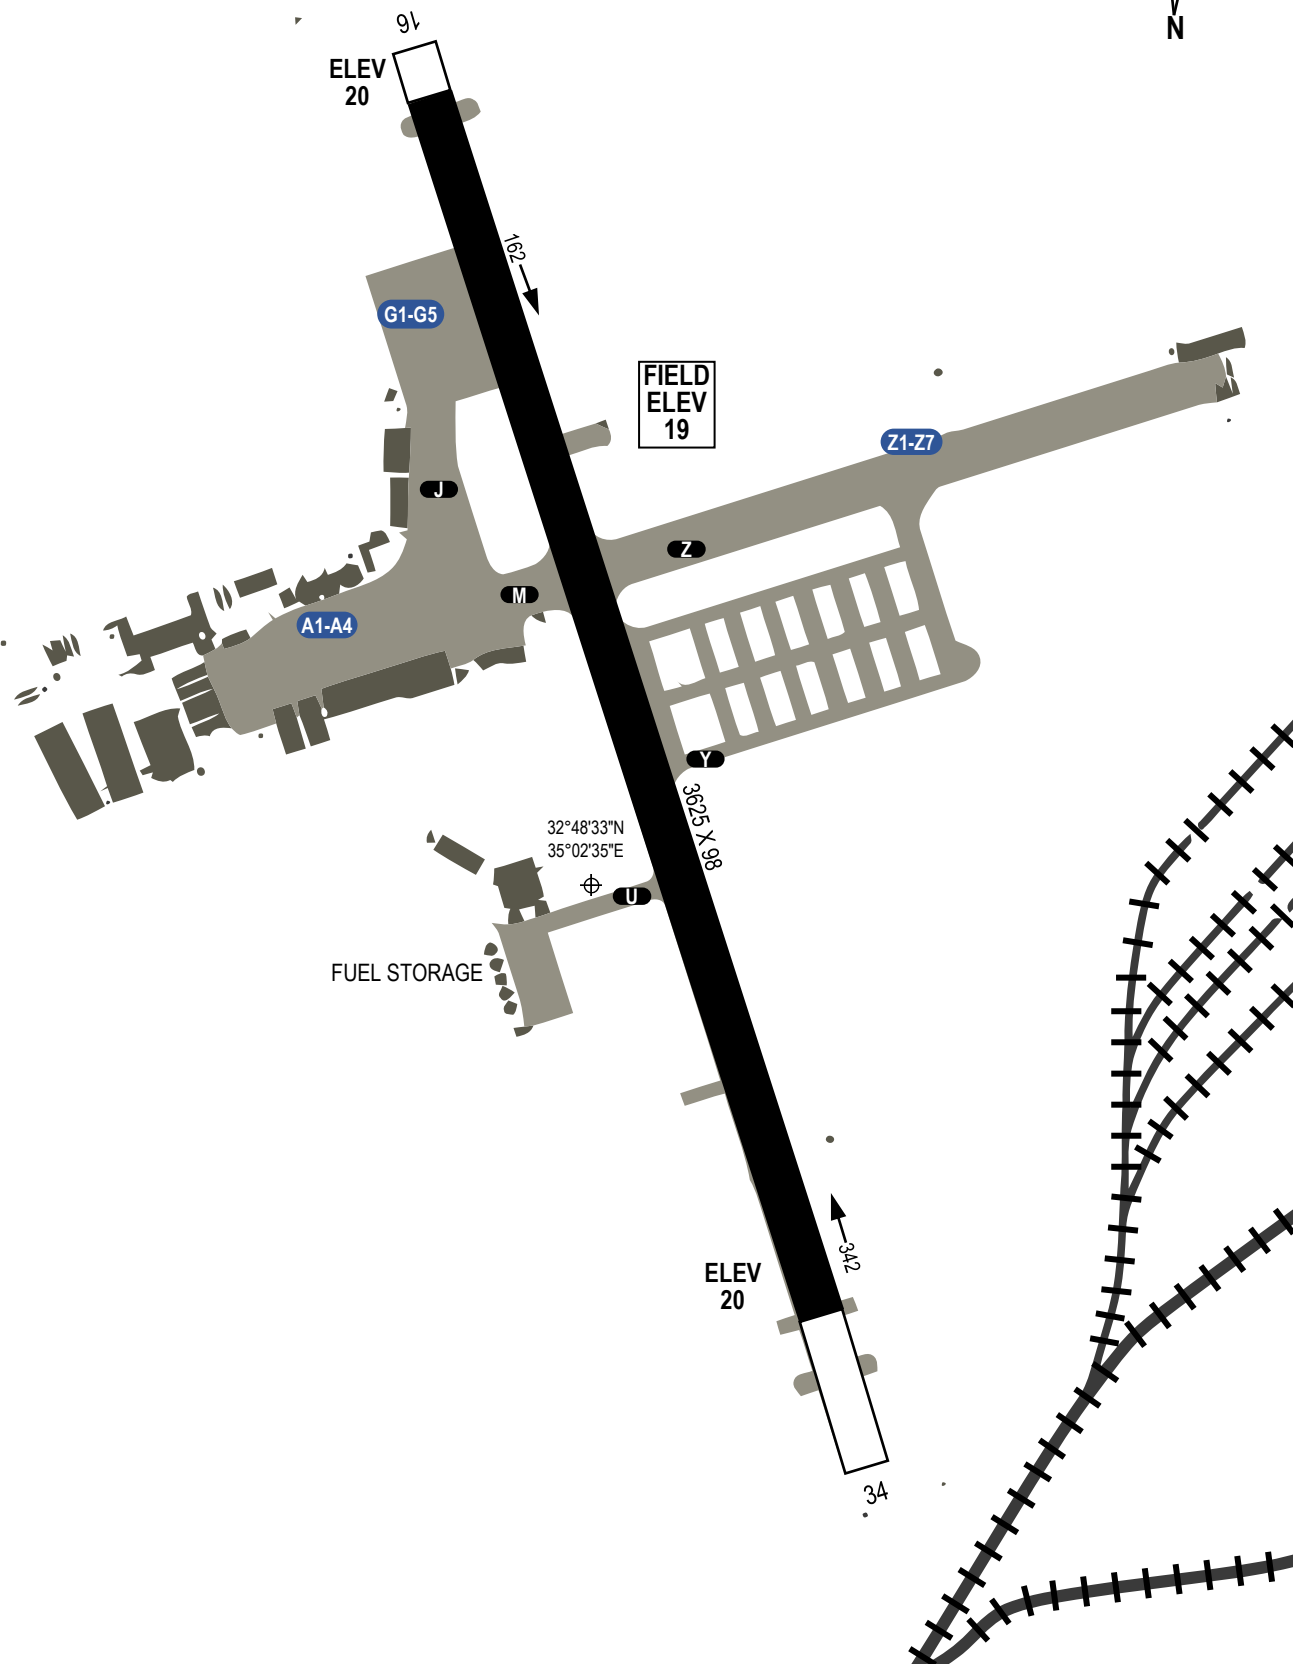 N
16
ELEV
20
162
G1-G5
FIELD
ELEV
19
Z1-Z7
J
Z
M
A1-A4
Y
3625 X 98
32°48'33"N
35°02'35"E
U
FUEL STORAGE
342
ELEV
20
34